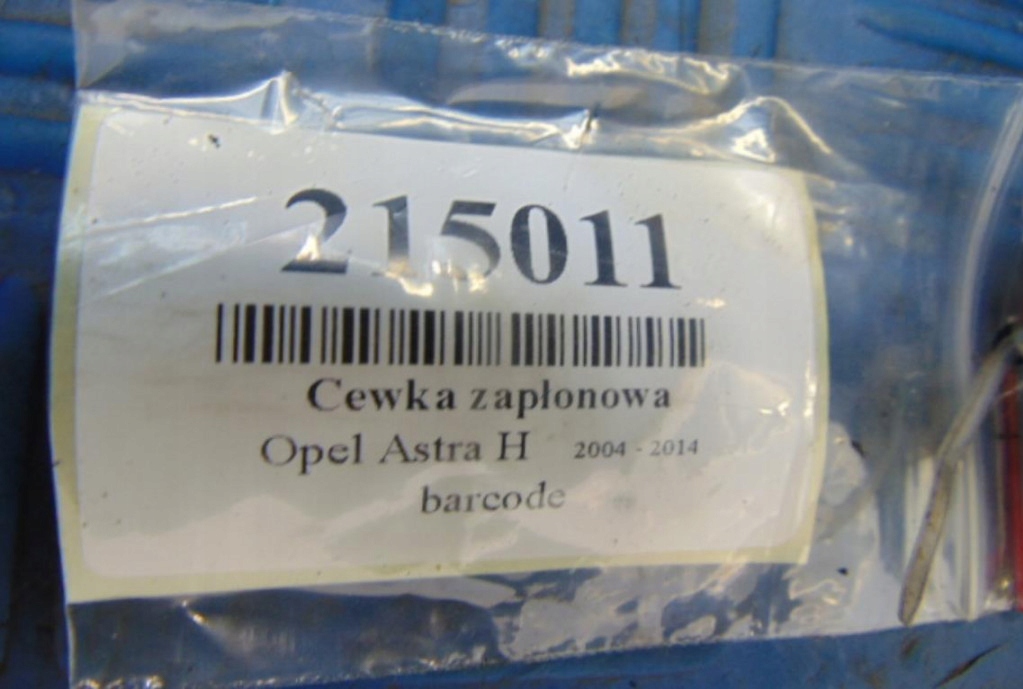 215011
Cewka zapłonowa
Opel Astra H 2004 - 2014
barcode